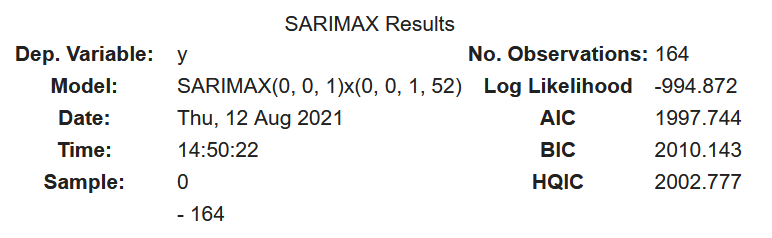 SARIMAX Results
Dep. Variable: y No. Observations: 164
Model: SARIMAX(0, 0, 1)x(0, 0, 1, 52) Log Likelihood -994.872
Date: Thu, 12 Aug 2021 AIC 1997.744
Time: 14:50:22 BIC 2010.143
Sample: 0 HQIC 2002.777
- 164